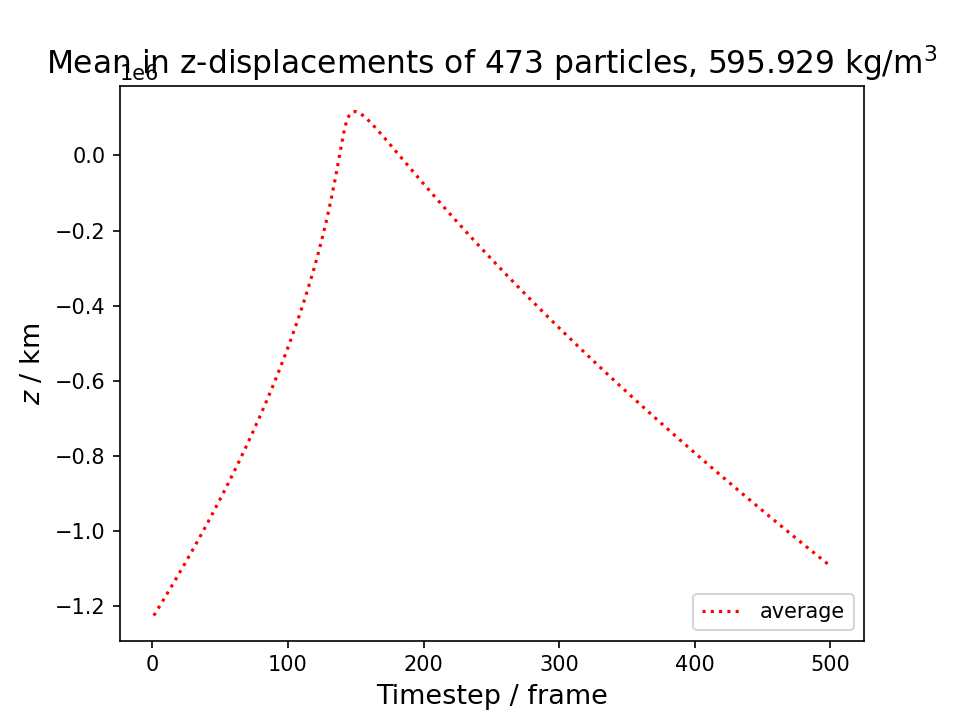 Mean in z-displacements of 473 particles, 595.929 kg/m³
1e6
0.0
−0.2
−0.4
−0.6
−0.8
−1.0
−1.2
z / km
average
0 100 200 300 400 500
Timestep / frame